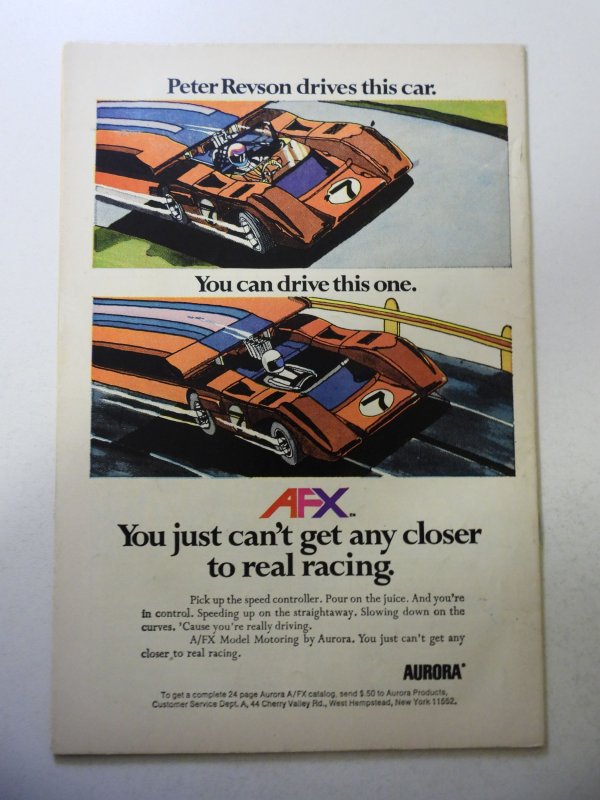 Peter Revson drives this car.
7
7
You can drive this one.
7
7
AFX™
You just can't get any closer
to real racing.
Pick up the speed controller. Pour on the juice. And you're
in control. Speeding up on the straightaway. Slowing down on the
curves. 'Cause you're really driving.
A/FX Model Motoring by Aurora. You just can't get any
closer to real racing.
AURORA®
To get a complete 24 page Aurora A/FX catalog, send $.50 to Aurora Products,
Customer Service Dept. A, 44 Cherry Valley Rd., West Hempstead, New York 11552.